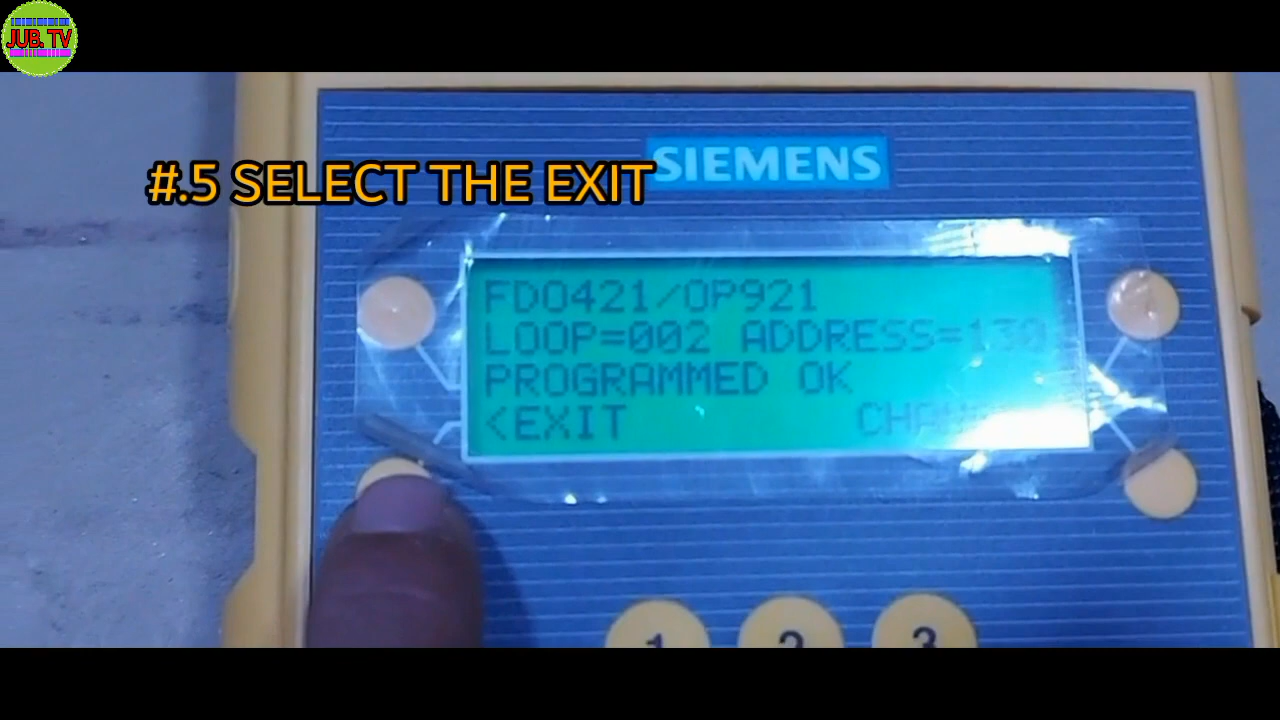 JUB. TV
#.5 SELECT THE EXIT
SIEMENS
FDO421/OP921
LOOP=002 ADDRESS=130
PROGRAMMED OK
<EXIT
1 2 3